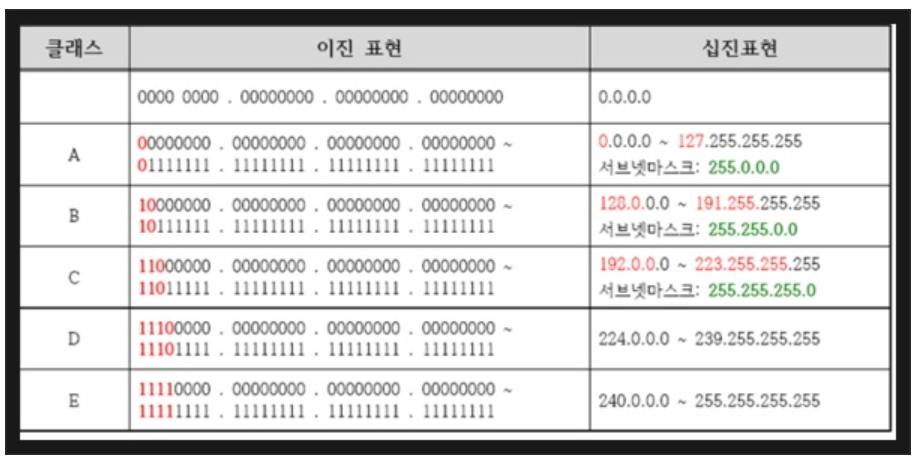 클래스 이진 표현 십진표현
0000 0000 . 00000000 . 00000000 . 00000000 0.0.0.0
A
00000000 . 00000000 . 00000000 . 00000000 ~
01111111 . 11111111 . 11111111 . 11111111
0.0.0.0 ~ 127.255.255.255
서브넷마스크: 255.0.0.0
B
10000000 . 00000000 . 00000000 . 00000000 ~
10111111 . 11111111 . 11111111 . 11111111
128.0.0.0 ~ 191.255.255.255
서브넷마스크: 255.255.0.0
C
11000000 . 00000000 . 00000000 . 00000000 ~
11011111 . 11111111 . 11111111 . 11111111
192.0.0.0 ~ 223.255.255.255
서브넷마스크: 255.255.255.0
D
11100000 . 00000000 . 00000000 . 00000000 ~
11101111 . 11111111 . 11111111 . 11111111
224.0.0.0 ~ 239.255.255.255
E
11110000 . 00000000 . 00000000 . 00000000 ~
11111111 . 11111111 . 11111111 . 11111111
240.0.0.0 ~ 255.255.255.255